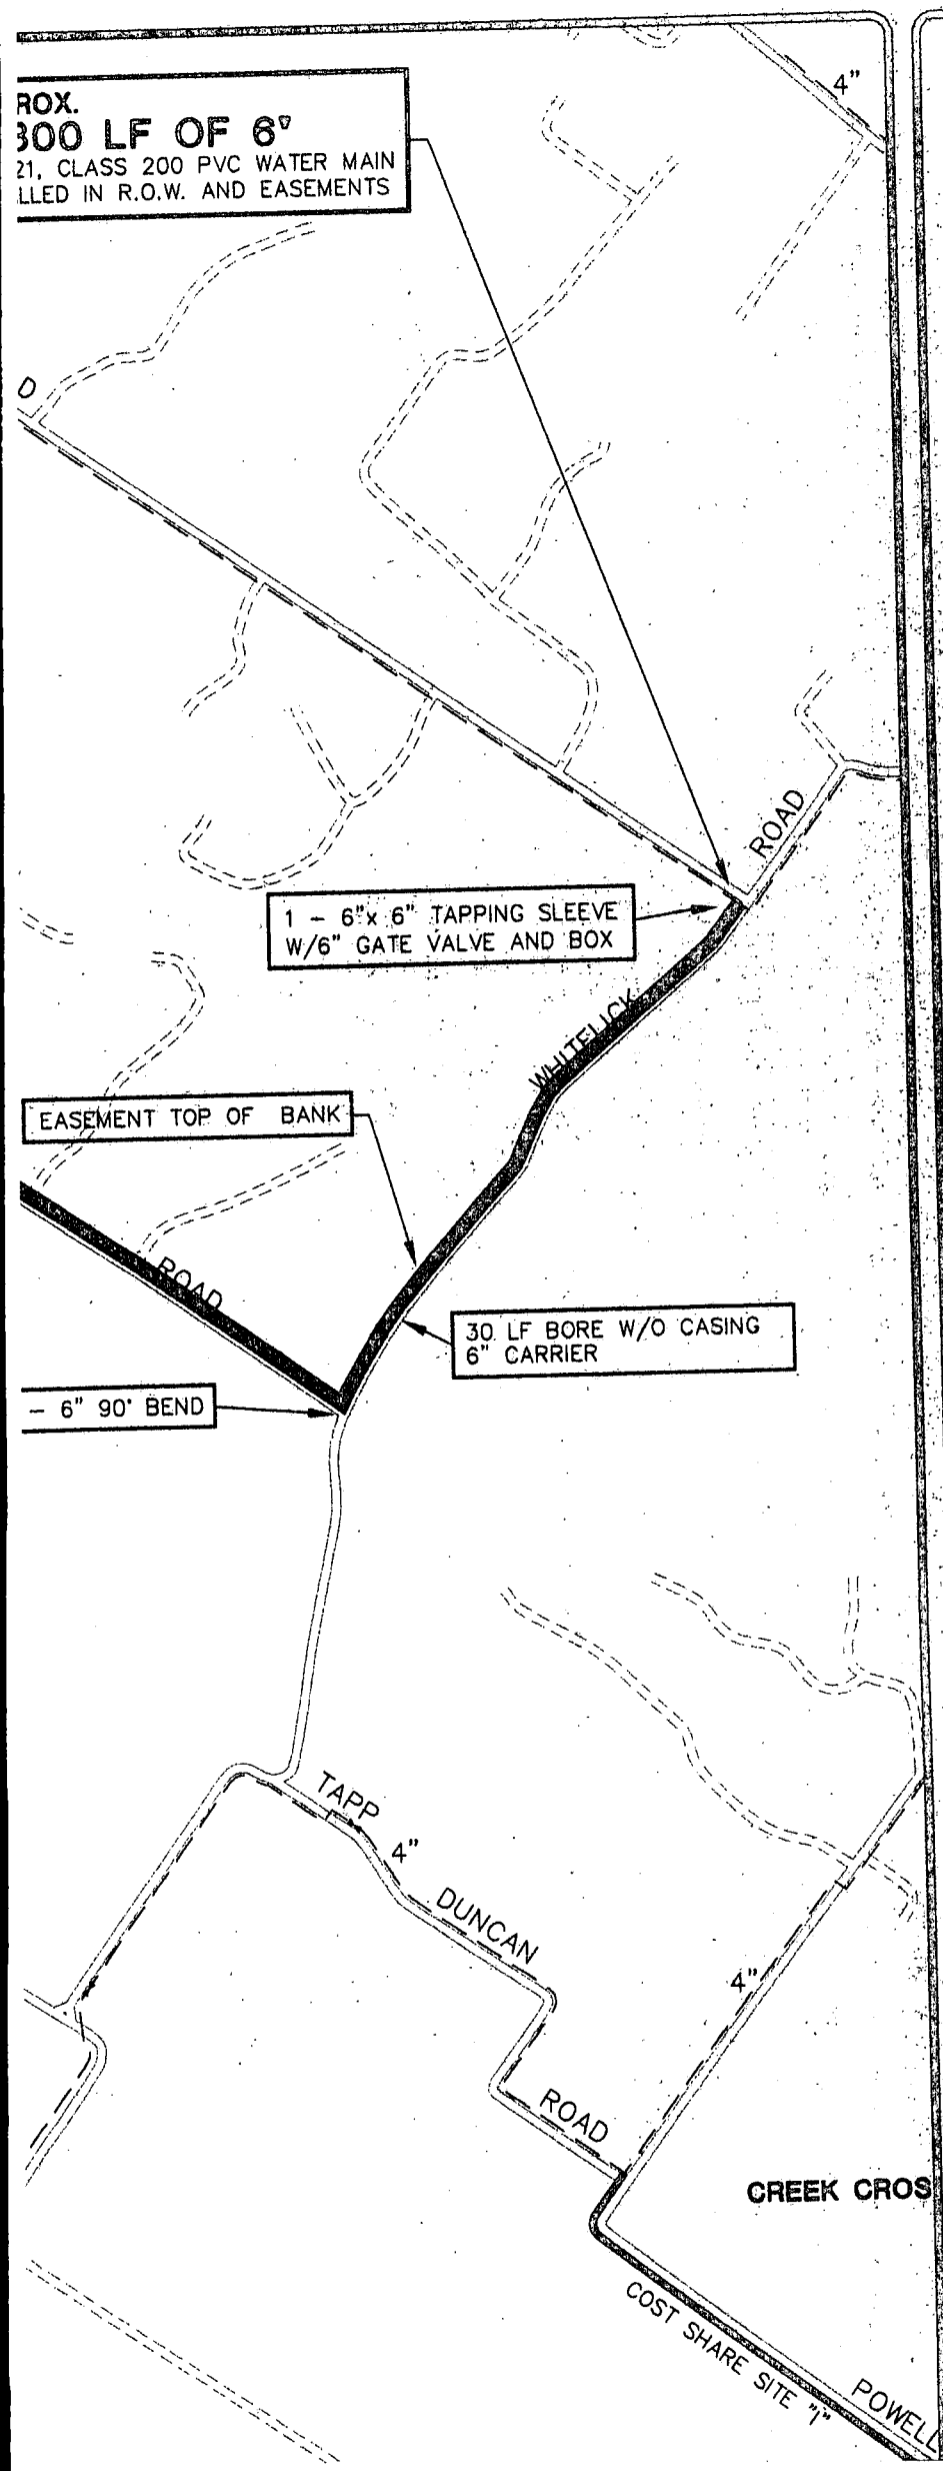 4"
ROX.
300 LF OF 6"
21, CLASS 200 PVC WATER MAIN
LLED IN R.O.W. AND EASEMENTS
D
ROAD
1 - 6"x 6" TAPPING SLEEVE
W/6" GATE VALVE AND BOX
WHITELICK
EASEMENT TOP OF BANK
ROAD
30 LF BORE W/O CASING
6" CARRIER
- 6" 90° BEND
TAPP
4"
DUNCAN
4"
ROAD
CREEK CROS
COST SHARE SITE "1"
POWELL